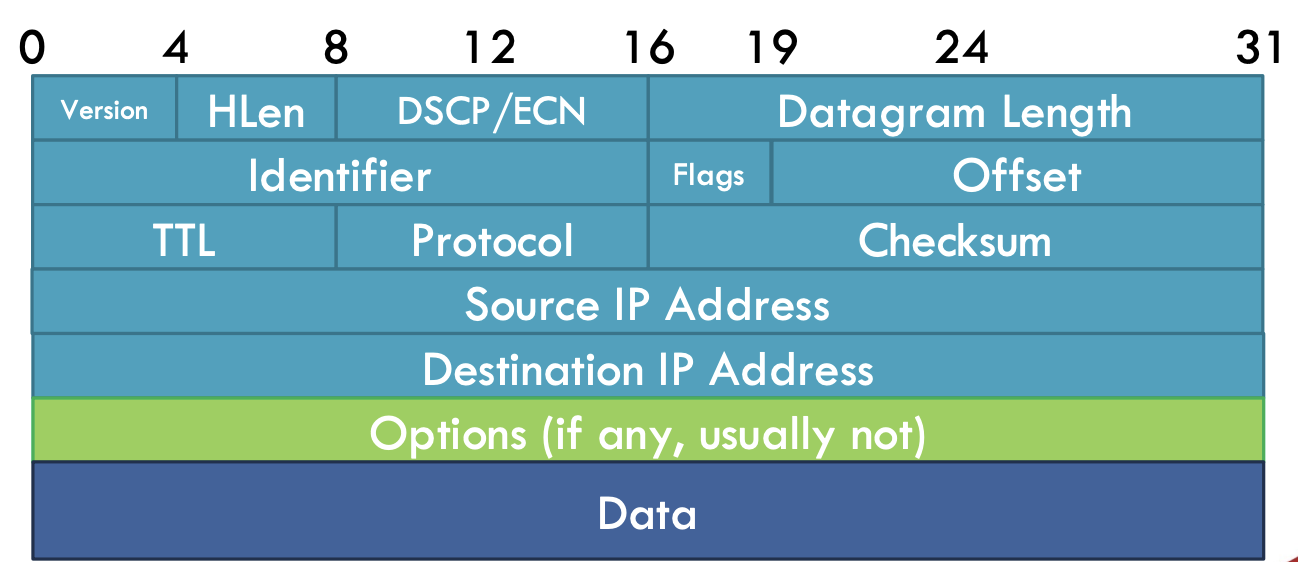 0 4 8 12 16 19 24 31
Version HLen DSCP/ECN Datagram Length
Identifier Flags Offset
TTL Protocol Checksum
Source IP Address
Destination IP Address
Options (if any, usually not)
Data